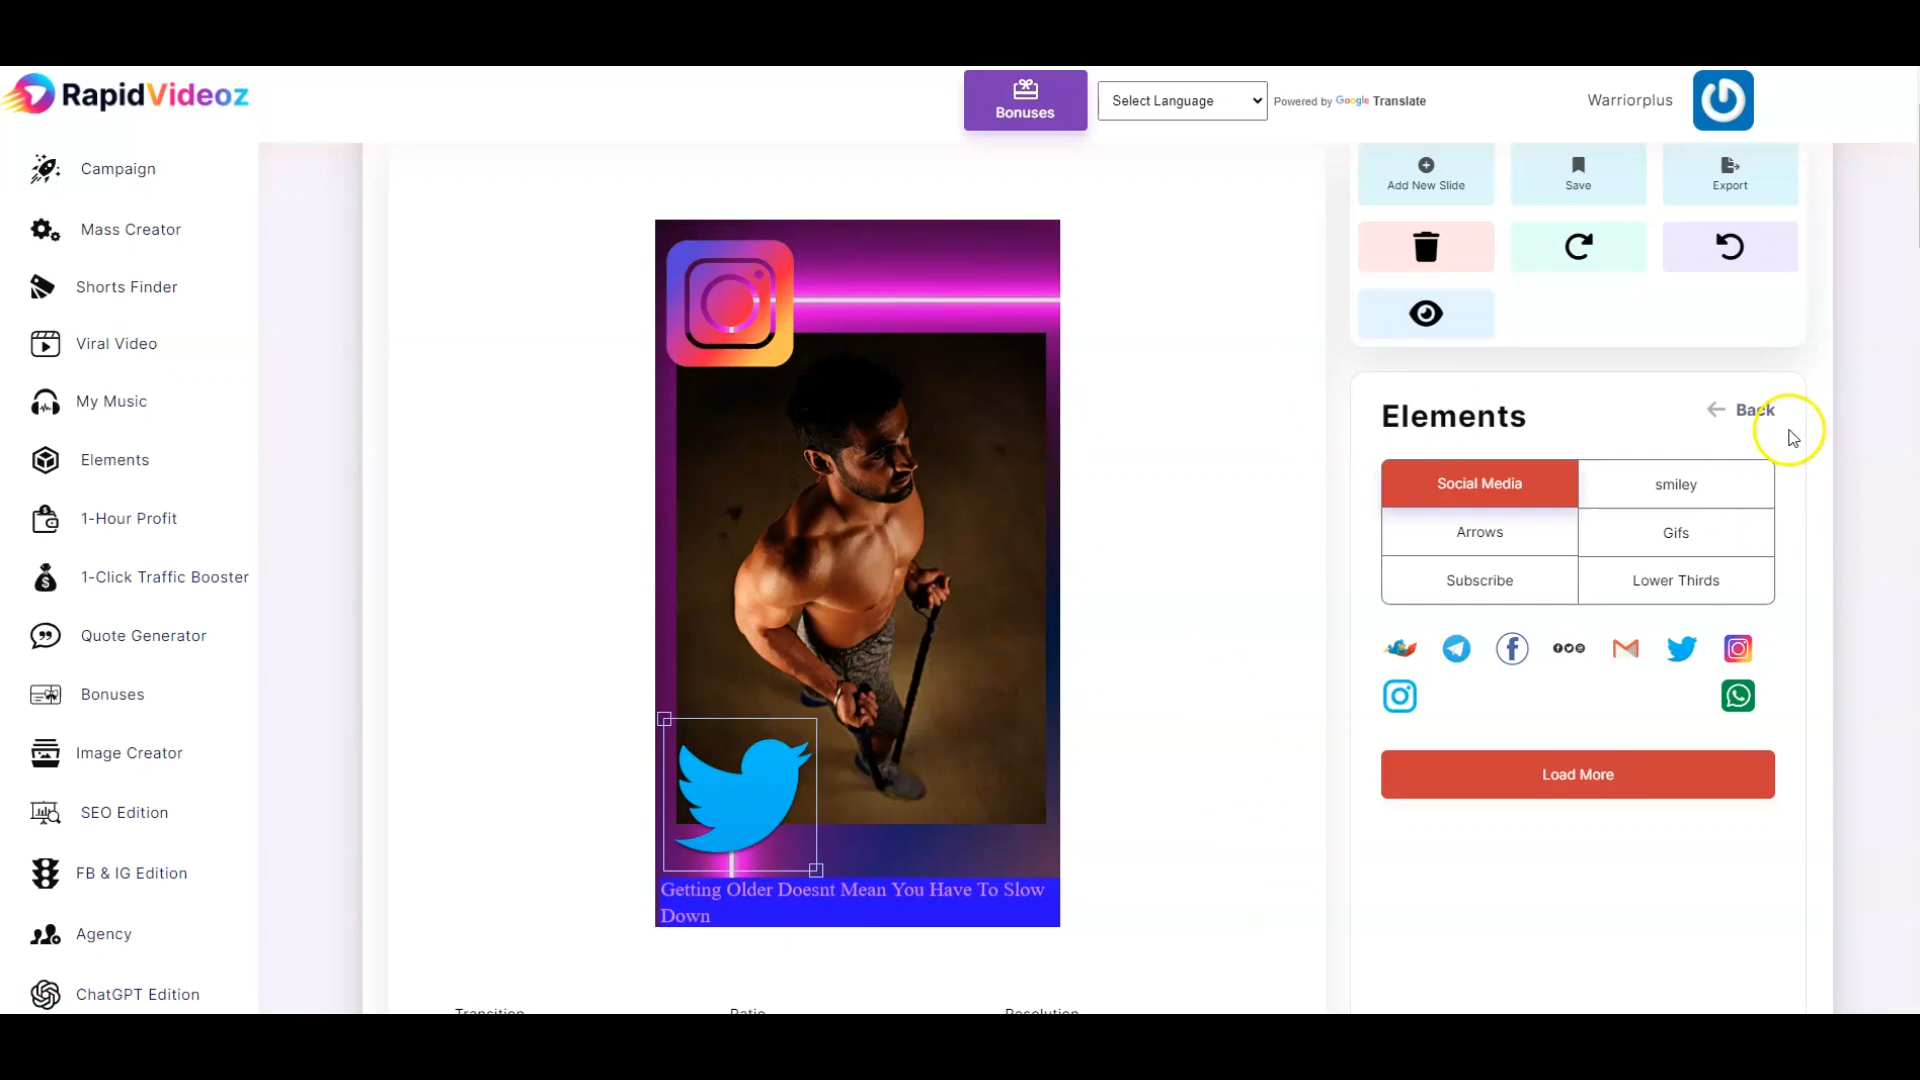 RapidVideoz
Bonuses
Select Language
Powered by Google Translate
Warriorplus
Campaign
Mass Creator
Shorts Finder
Viral Video
My Music
Elements
1-Hour Profit
1-Click Traffic Booster
Quote Generator
Bonuses
Image Creator
SEO Edition
FB & IG Edition
Agency
ChatGPT Edition
Getting Older Doesnt Mean You Have To Slow
Down
Transition
Ratio
Resolution
Add New Slide
Save
Export
Elements
Back
Social Media
smiley
Arrows
Gifs
Subscribe
Lower Thirds
Load More